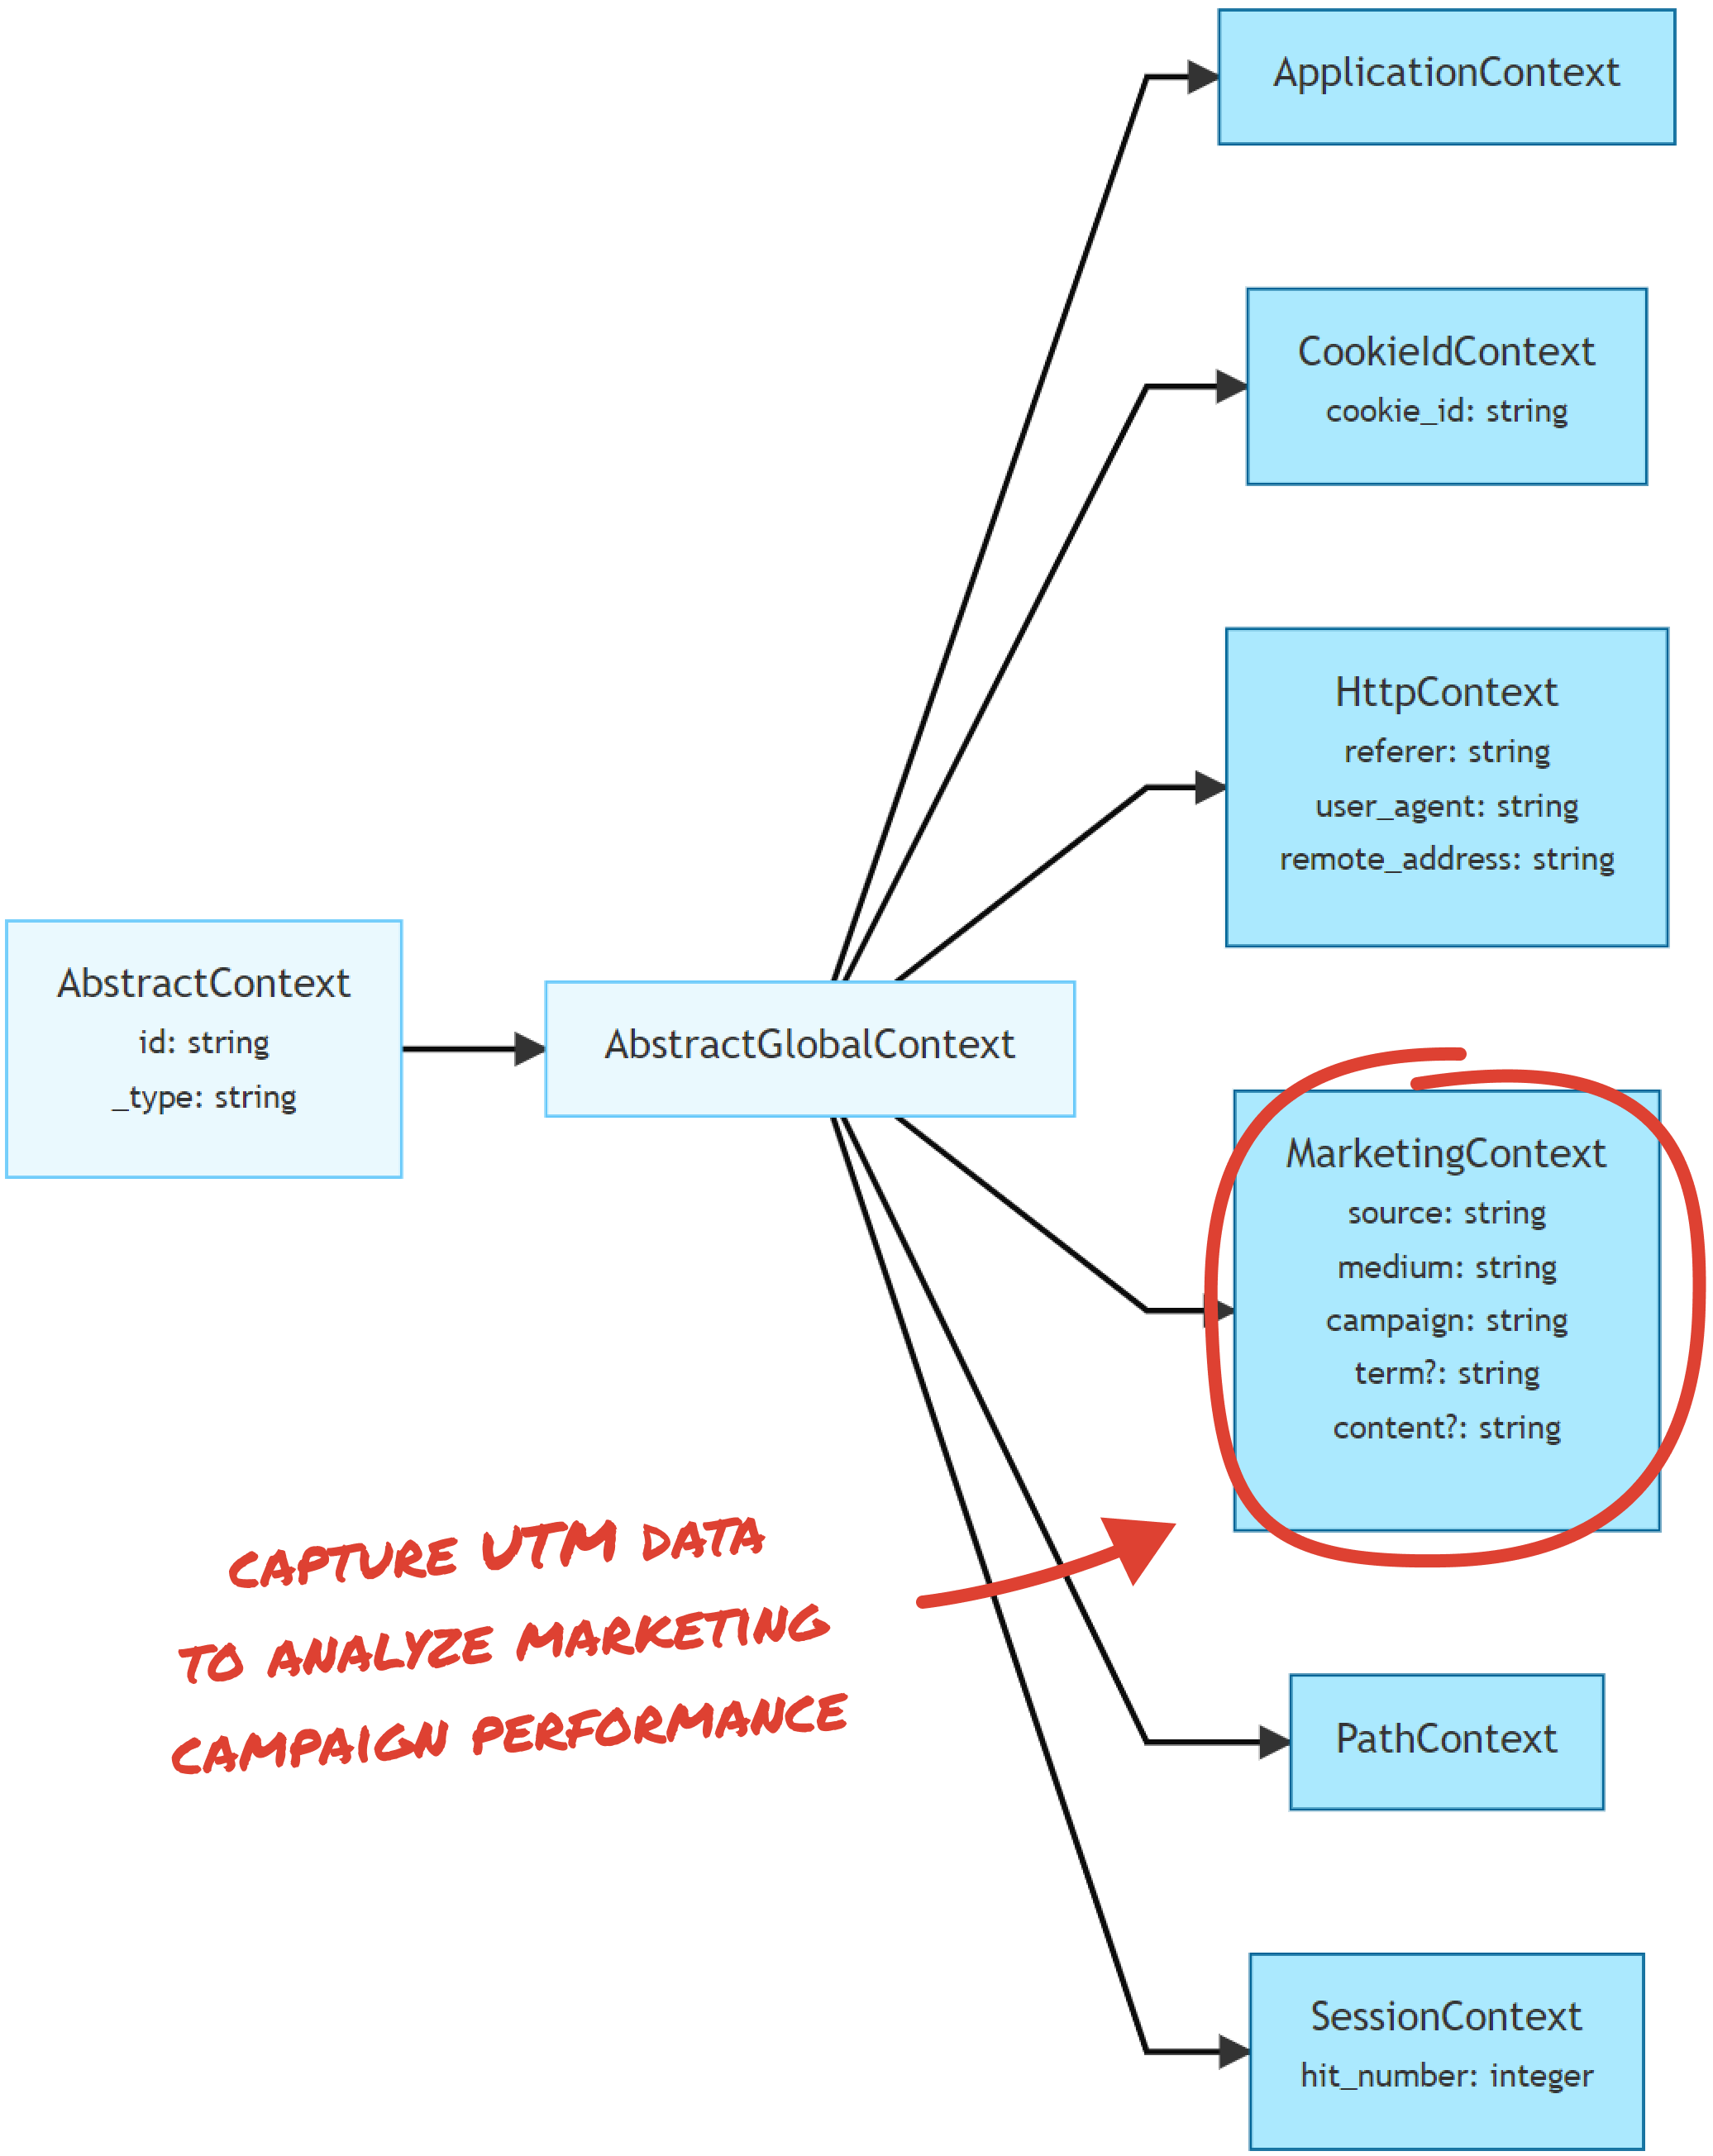 ApplicationContext
CookieIdContext
cookie_id: string
HttpContext
referer: string
user_agent: string
remote_address: string
AbstractContext
id: string
_type: string
AbstractGlobalContext
MarketingContext
source: string
medium: string
campaign: string
term?: string
content?: string
CAPTURE UTM DATA
TO ANALYZE MARKETING
CAMPAIGN PERFORMANCE
PathContext
SessionContext
hit_number: integer